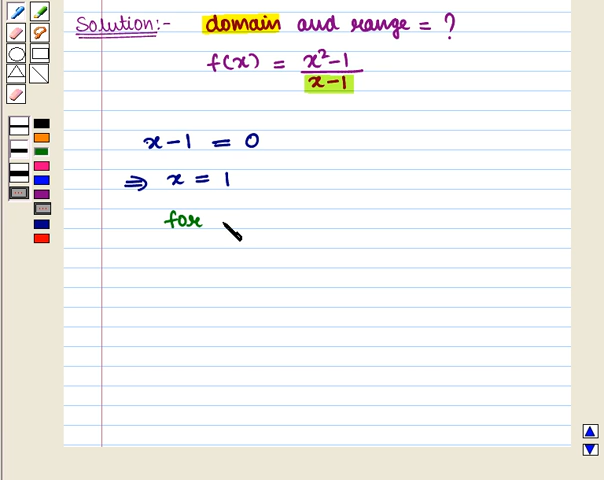 Solution:- domain and range = ?
f(x) = x²-1 / x-1
x-1 = 0
⇒ x = 1
for